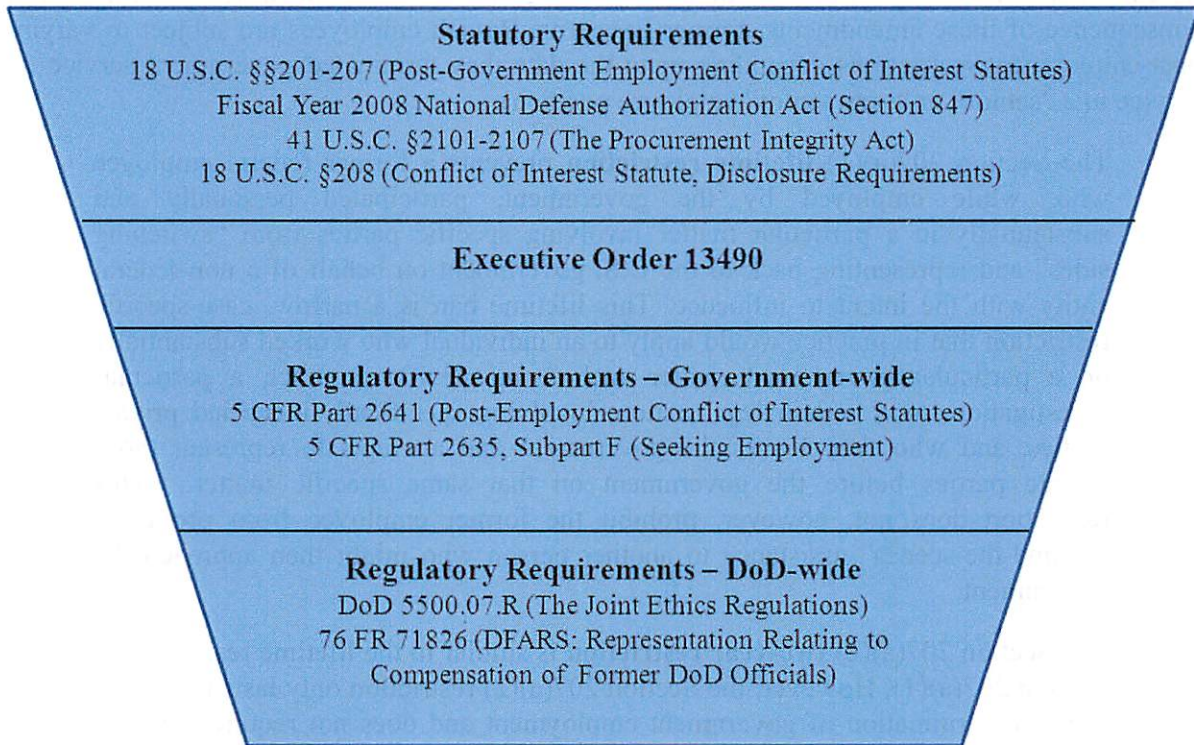 Statutory Requirements
18 U.S.C. §§201-207 (Post-Government Employment Conflict of Interest Statutes)
Fiscal Year 2008 National Defense Authorization Act (Section 847)
41 U.S.C. §2101-2107 (The Procurement Integrity Act)
18 U.S.C. §208 (Conflict of Interest Statute, Disclosure Requirements)
Executive Order 13490
Regulatory Requirements – Government-wide
5 CFR Part 2641 (Post-Employment Conflict of Interest Statutes)
5 CFR Part 2635, Subpart F (Seeking Employment)
Regulatory Requirements – DoD-wide
DoD 5500.07.R (The Joint Ethics Regulations)
76 FR 71826 (DFARS: Representation Relating to
Compensation of Former DoD Officials)